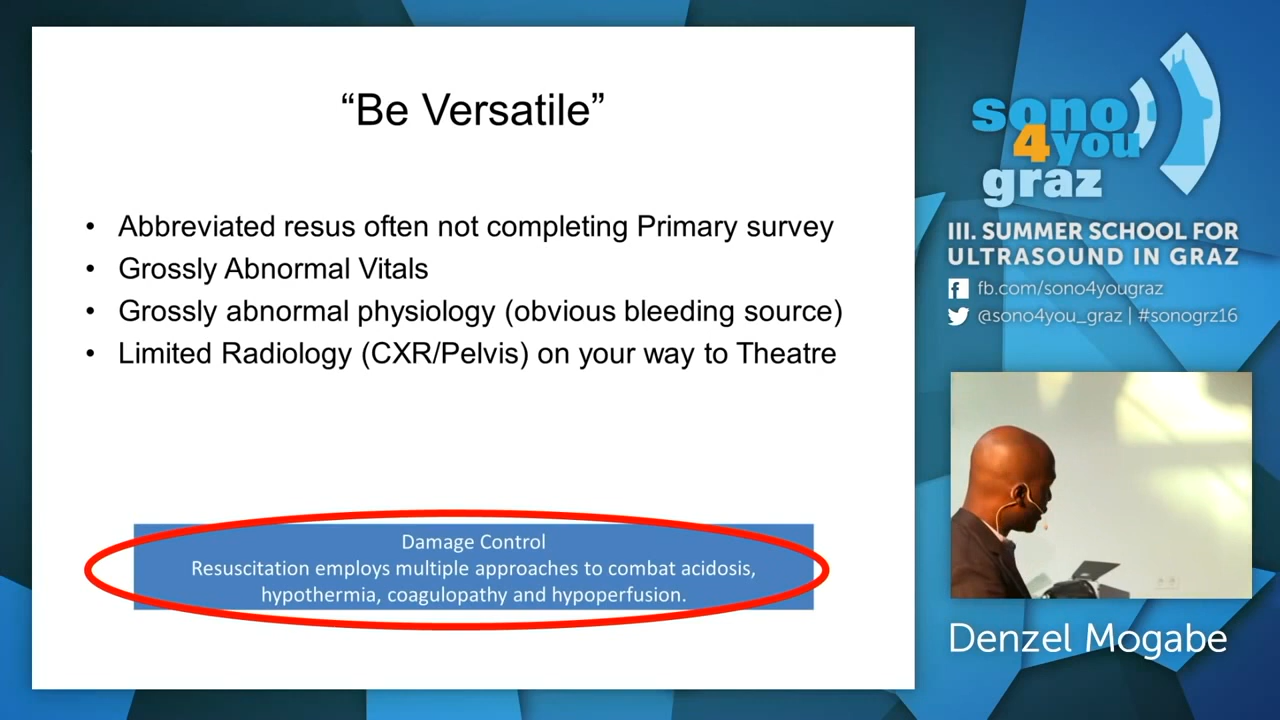 “Be Versatile”
• Abbreviated resus often not completing Primary survey
• Grossly Abnormal Vitals
• Grossly abnormal physiology (obvious bleeding source)
• Limited Radiology (CXR/Pelvis) on your way to Theatre
Damage Control
Resuscitation employs multiple approaches to combat acidosis,
hypothermia, coagulopathy and hypoperfusion.
sono
4you
graz
III. SUMMER SCHOOL FOR
ULTRASOUND IN GRAZ
fb.com/sono4yougraz
@sono4you_graz | #sonogrz16
Denzel Mogabe